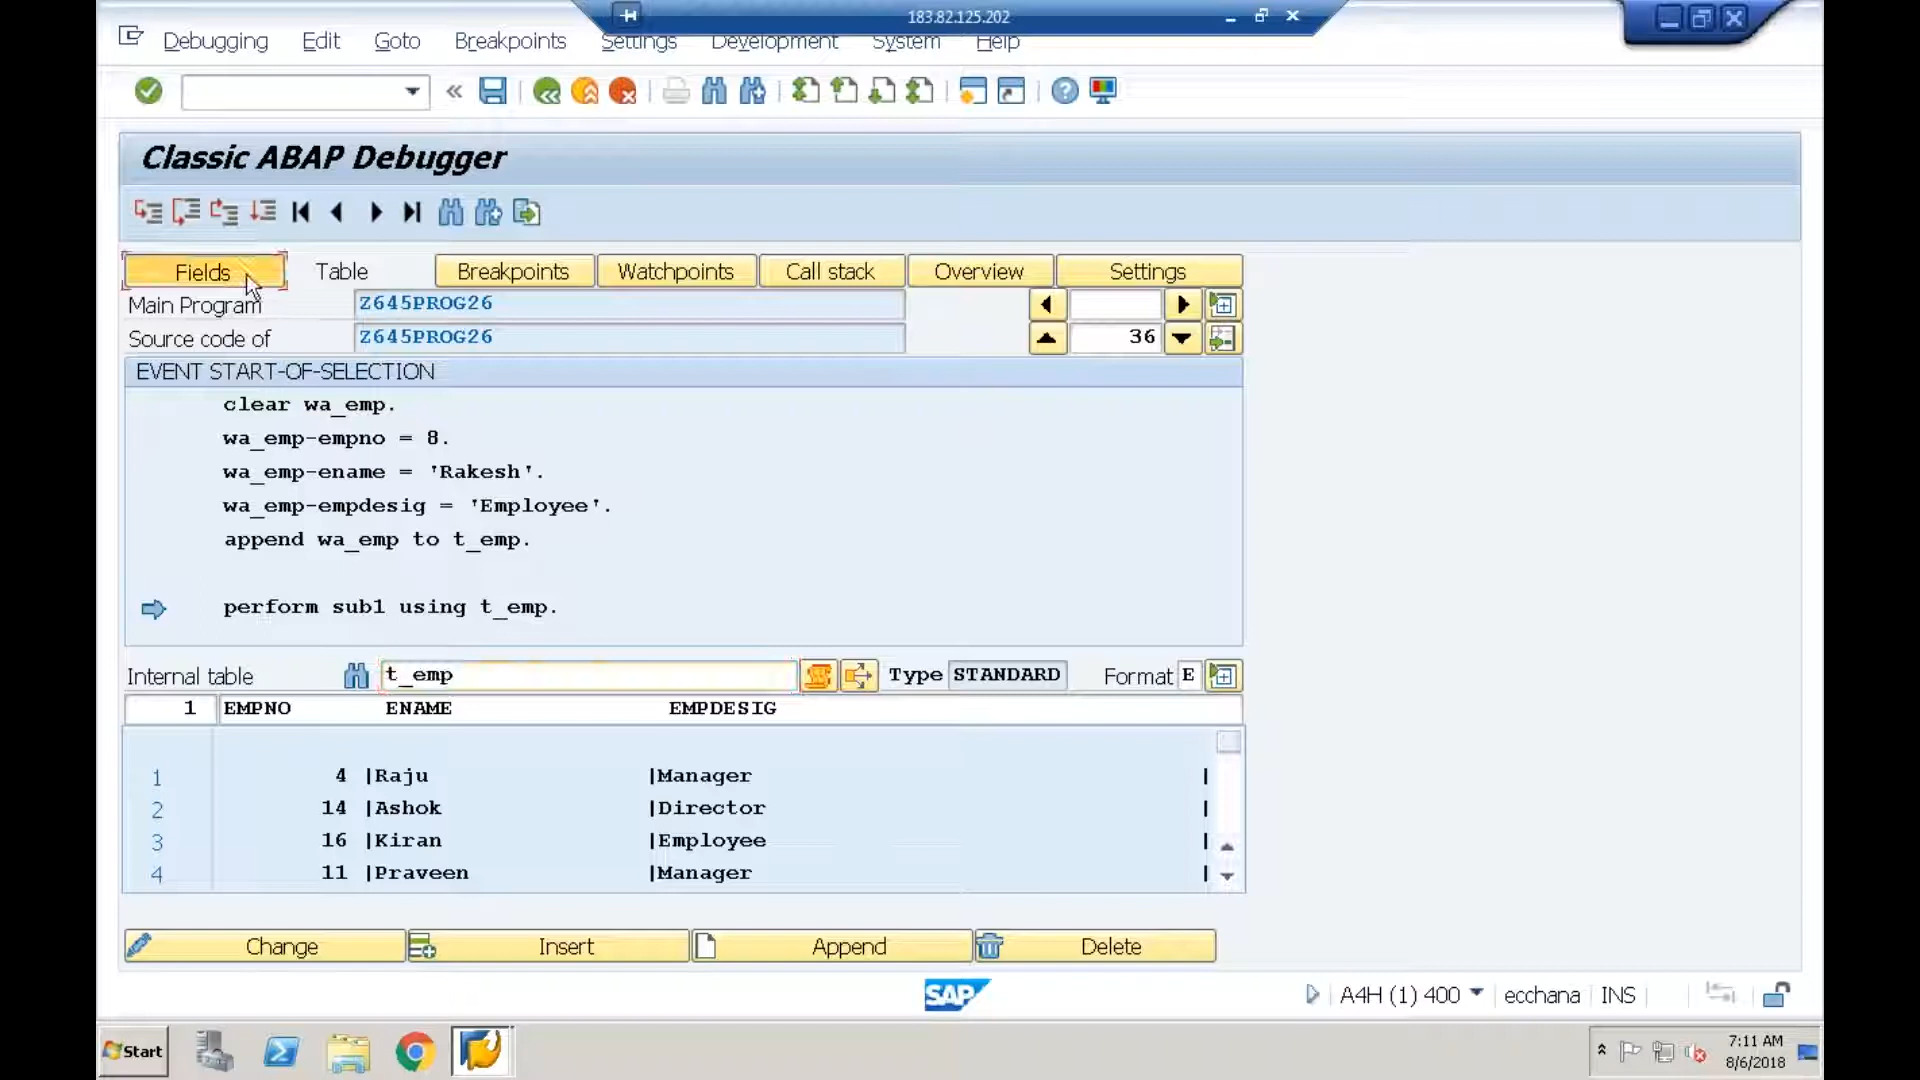 183.82.125.202
Debugging Edit Goto Breakpoints Settings Development System Help
Classic ABAP Debugger
Fields Table Breakpoints Watchpoints Call stack Overview Settings
Main Program Z645PROG26
Source code of Z645PROG26 36
EVENT START-OF-SELECTION
clear wa_emp.
wa_emp-empno = 8.
wa_emp-ename = 'Rakesh'.
wa_emp-empdesig = 'Employee'.
append wa_emp to t_emp.
perform sub1 using t_emp.
Internal table t_emp Type STANDARD Format E
1 EMPNO ENAME EMPDESIG
1 4 |Raju |Manager |
2 14 |Ashok |Director |
3 16 |Kiran |Employee |
4 11 |Praveen |Manager |
Change Insert Append Delete
SAP A4H (1) 400 ecchana INS
Start 7:11 AM
8/6/2018